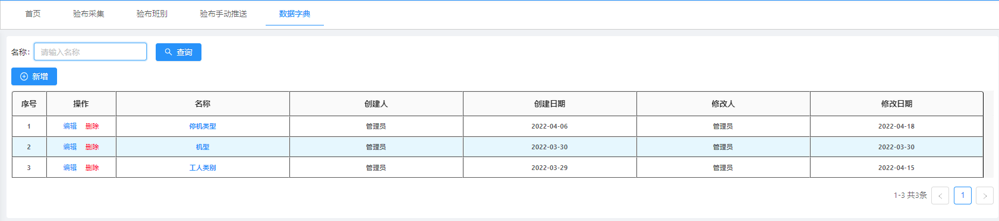 首页 验布采集 验布班别 验布手动推送 数据字典
名称: 请输入名称 查询
新增
序号 操作 名称 创建人 创建日期 修改人 修改日期
1 编辑 删除 停机类型 管理员 2022-04-06 管理员 2022-04-18
2 编辑 删除 机型 管理员 2022-03-30 管理员 2022-03-30
3 编辑 删除 工人类别 管理员 2022-03-29 管理员 2022-04-15
1-3 共3条 < 1 >